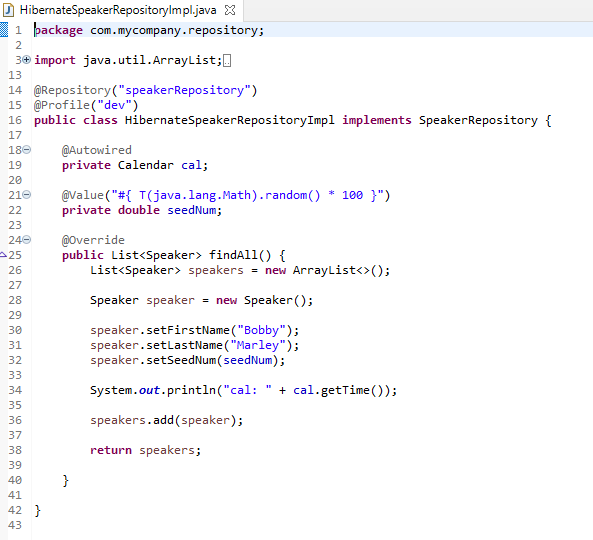 HibernateSpeakerRepositoryImpl.java
1 package com.mycompany.repository;
2
3 import java.util.ArrayList;
13
14 @Repository("speakerRepository")
15 @Profile("dev")
16 public class HibernateSpeakerRepositoryImpl implements SpeakerRepository {
17
18 @Autowired
19 private Calendar cal;
20
21 @Value("#{ T(java.lang.Math).random() * 100 }")
22 private double seedNum;
23
24 @Override
25 public List<Speaker> findAll() {
26 List<Speaker> speakers = new ArrayList<>();
27
28 Speaker speaker = new Speaker();
29
30 speaker.setFirstName("Bobby");
31 speaker.setLastName("Marley");
32 speaker.setSeedNum(seedNum);
33
34 System.out.println("cal: " + cal.getTime());
35
36 speakers.add(speaker);
37
38 return speakers;
39
40 }
41
42 }
43